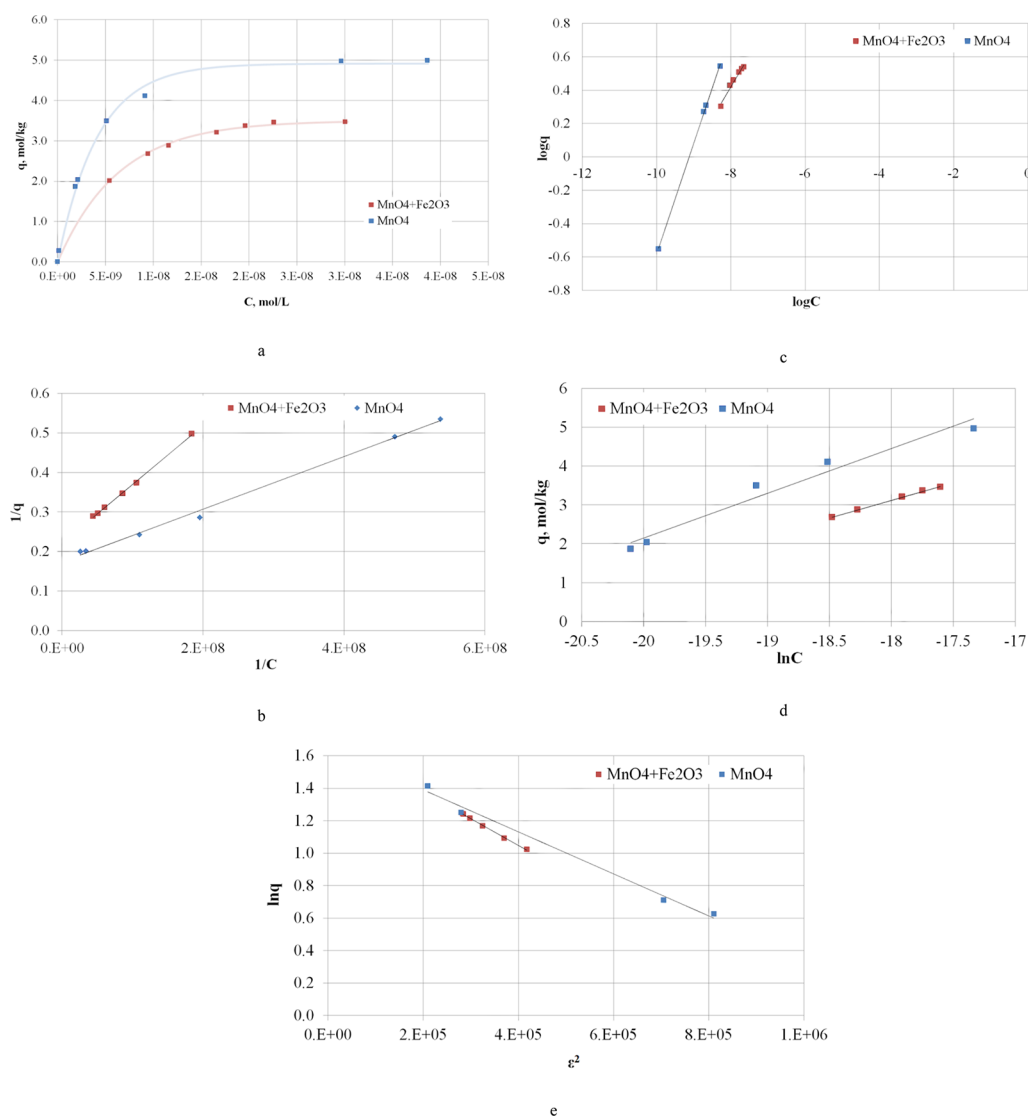 6.0
5.0
4.0
3.0
2.0
1.0
0.0
q, mol/kg
MnO4+Fe2O3
MnO4
0.E+00 5.E-09 1.E-08 2.E-08 2.E-08 3.E-08 3.E-08 4.E-08 4.E-08 5.E-08
C, mol/L
a
0.8
0.6
0.4
0.2
0
-0.2
-0.4
-0.6
-0.8
logq
MnO4+Fe2O3 MnO4
-12 -10 -8 -6 -4 -2 0
logC
c
0.6
0.5
0.4
0.3
0.2
0.1
0.0
1/q
MnO4+Fe2O3 MnO4
0.E+00 2.E+08 4.E+08 6.E+08
1/C
b
6
5
4
3
2
1
0
q, mol/kg
MnO4+Fe2O3 MnO4
-20.5 -20 -19.5 -19 -18.5 -18 -17.5 -17
lnC
d
1.6
1.4
1.2
1.0
0.8
0.6
0.4
0.2
0.0
lnq
MnO4+Fe2O3 MnO4
0.E+00 2.E+05 4.E+05 6.E+05 8.E+05 1.E+06
ε²
e